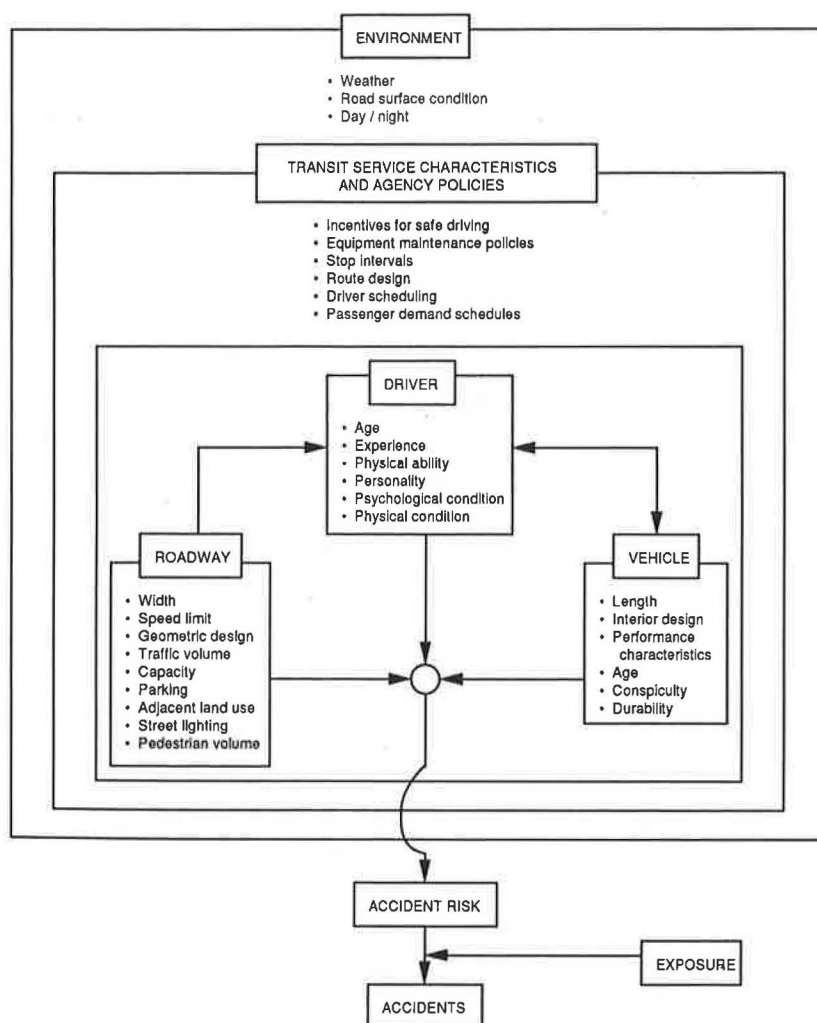 ENVIRONMENT
• Weather
• Road surface condition
• Day / night
TRANSIT SERVICE CHARACTERISTICS
AND AGENCY POLICIES
• Incentives for safe driving
• Equipment maintenance policies
• Stop intervals
• Route design
• Driver scheduling
• Passenger demand schedules
DRIVER
• Age
• Experience
• Physical ability
• Personality
• Psychological condition
• Physical condition
ROADWAY
• Width
• Speed limit
• Geometric design
• Traffic volume
• Capacity
• Parking
• Adjacent land use
• Street lighting
• Pedestrian volume
VEHICLE
• Length
• Interior design
• Performance
characteristics
• Age
• Conspiculty
• Durability
ACCIDENT RISK
EXPOSURE
ACCIDENTS